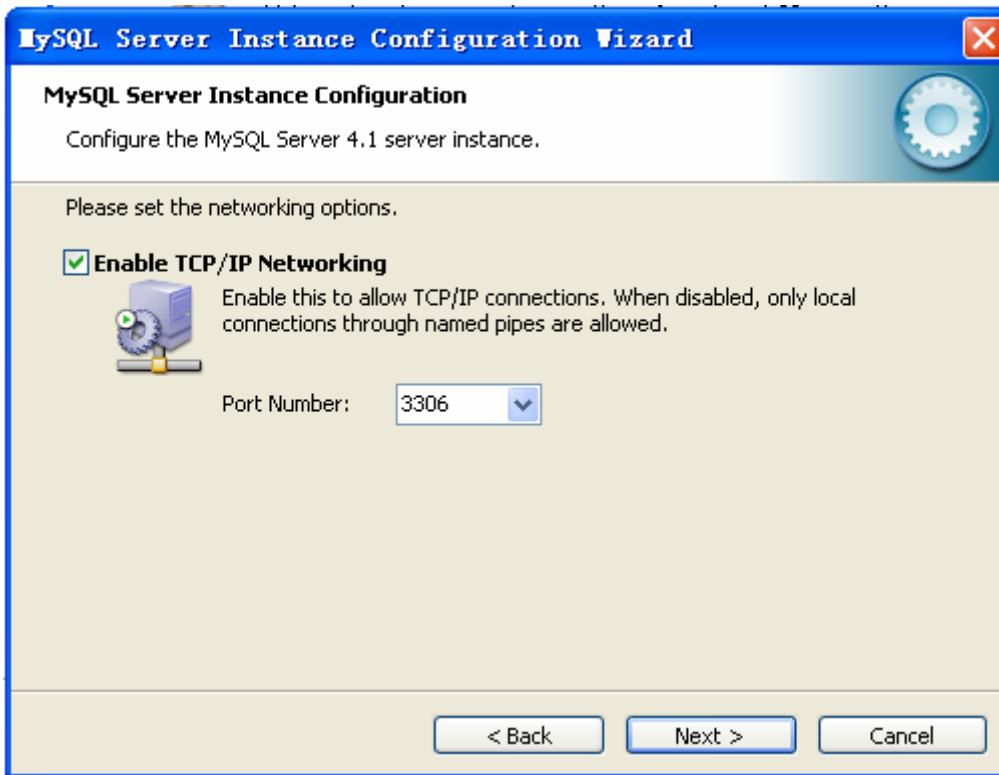 MySQL Server Instance Configuration Wizard
MySQL Server Instance Configuration
Configure the MySQL Server 4.1 server instance.
Please set the networking options.
Enable TCP/IP Networking
Enable this to allow TCP/IP connections. When disabled, only local
connections through named pipes are allowed.
Port Number: 3306
< Back Next > Cancel